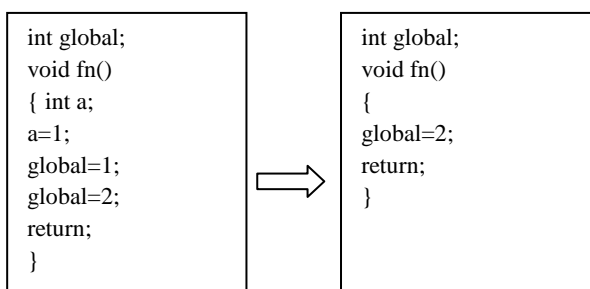 int global;
void fn()
{ int a;
a=1;
global=1;
global=2;
return;
}
int global;
void fn()
{
global=2;
return;
}